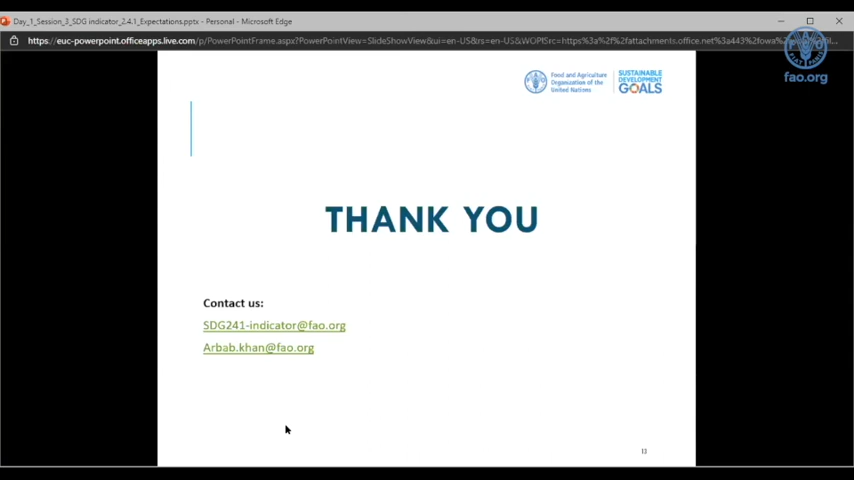 Day_1_Session_3_SDG indicator_2.4.1_Expectations.pptx - Personal - Microsoft Edge
https://euc-powerpoint.officeapps.live.com/p/PowerPointFrame.aspx?PowerPointView=SlideShowView&ui=en-US&rs=en-US&WOPISrc=https%3a%2f%2fattachments.office.net%3a443%2fowa
fao.org
Food and Agriculture
Organization of the
United Nations
SUSTAINABLE
DEVELOPMENT
GOALS
THANK YOU
Contact us:
SDG241-indicator@fao.org
Arbab.khan@fao.org
11